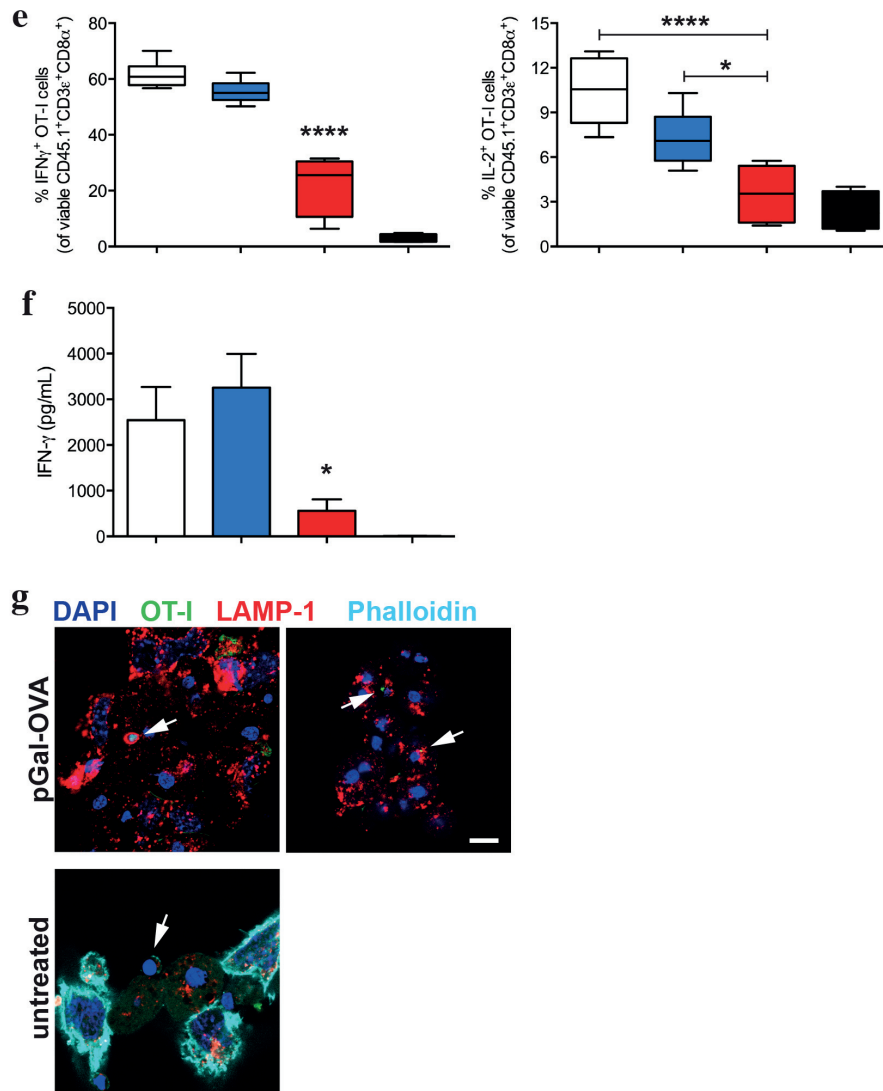 e
% IFNγ⁺ OT-I cells
(of viable CD45.1⁺CD3ε⁺CD8α⁺)
80
60
40
20
0
****
% IL-2⁺ OT-I cells
(of viable CD45.1⁺CD3ε⁺CD8α⁺)
15
12
9
6
3
0
****
*
f
IFN-γ (pg/mL)
5000
4000
3000
2000
1000
0
*
g
DAPI OT-I LAMP-1 Phalloidin
pGal-OVA
untreated